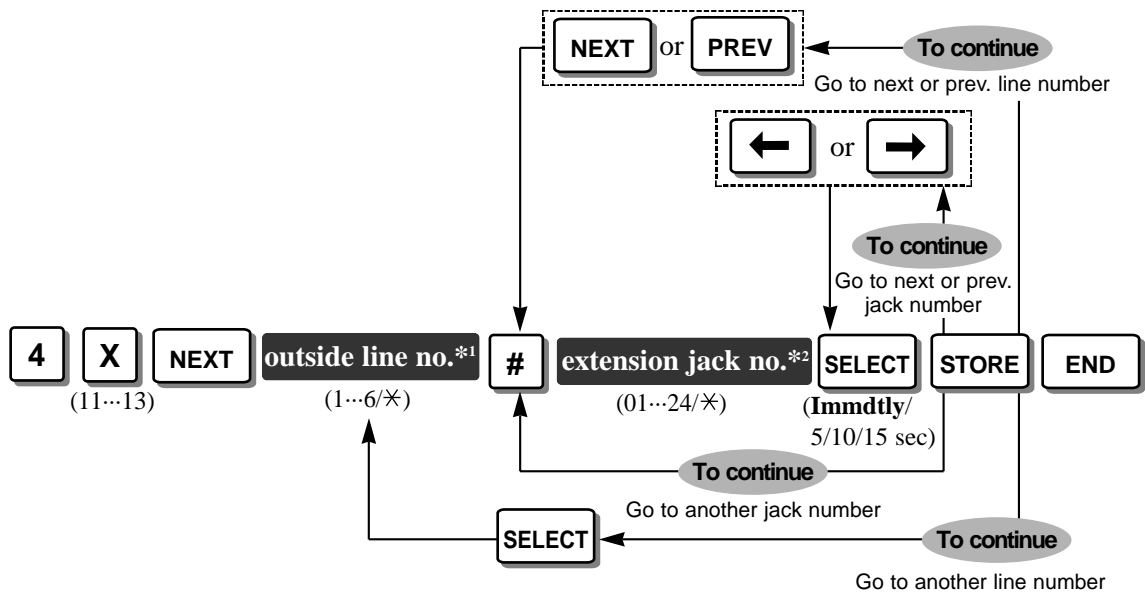 NEXT or PREV
To continue
Go to next or prev. line number
← or →
To continue
Go to next or prev.
jack number
4 X NEXT outside line no.*1 # extension jack no.*2 SELECT STORE END
(11···13) (1···6/✳) (01···24/✳) (Immdtly/
5/10/15 sec)
To continue
Go to another jack number
SELECT
To continue
Go to another line number